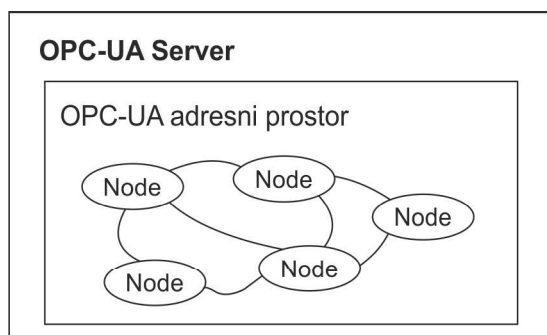 OPC-UA Server
OPC-UA adresni prostor
Node
Node
Node
Node
Node